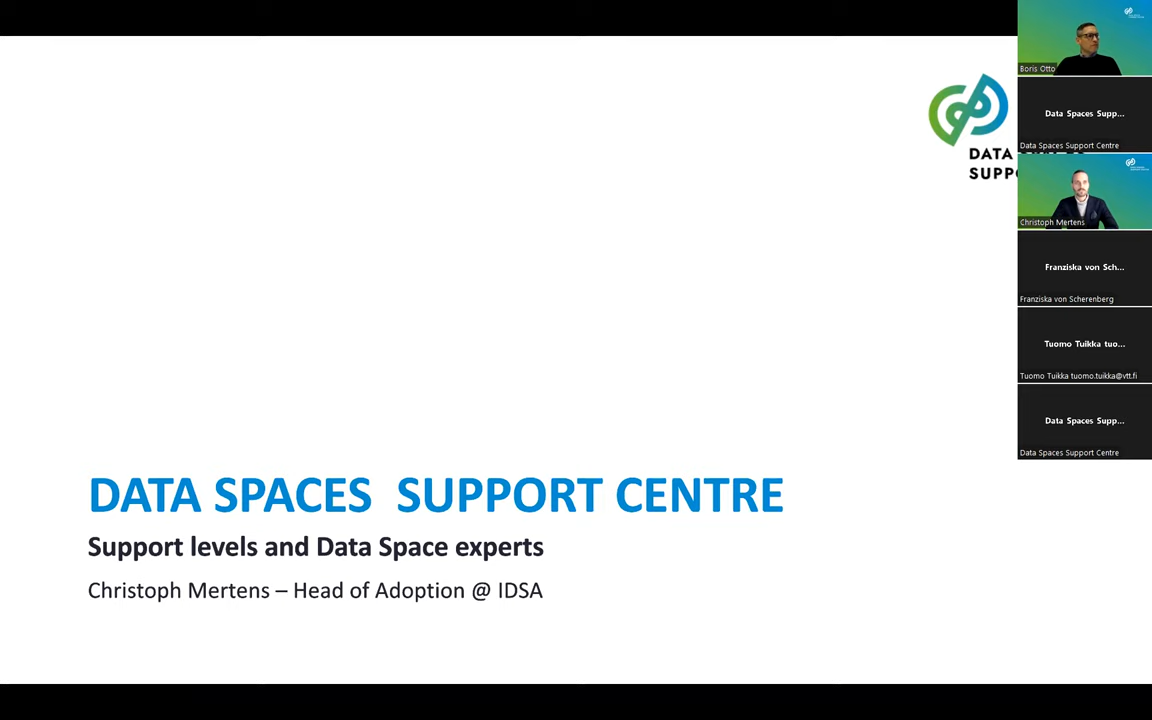 DATA
SUPPO
DATA SPACES  SUPPORT CENTRE
Support levels and Data Space experts
Christoph Mertens – Head of Adoption @ IDSA
Boris Otto
Data Spaces Supp...
Data Spaces Support Centre
Christoph Mertens
Franziska von Sch...
Franziska von Scherenberg
Tuomo Tuikka tuo...
Tuomo Tuikka tuomo.tuikka@vtt.fi
Data Spaces Supp...
Data Spaces Support Centre